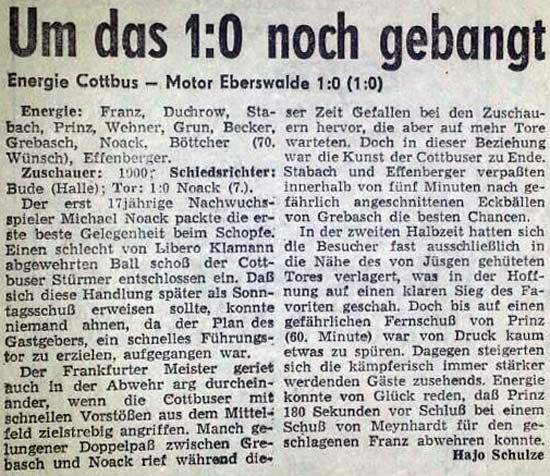 Um das 1:0 noch gebangt
Energie Cottbus — Motor Eberswalde 1:0 (1:0)
Energie: Franz, Duchrow, Sta-
bach, Prinz, Wehner, Grun, Becker,
Grebasch, Noack, Böttcher (70.
Wünsch), Effenberger.
Zuschauer: 1900; Schiedsrichter:
Bude (Halle); Tor: 1:0 Noack (7.).
Der erst 17jährige Nachwuchs-
spieler Michael Noack packte die er-
ste beste Gelegenheit beim Schopfe.
Einen schlecht von Libero Klamann
abgewehrten Ball schoß der Cott-
buser Stürmer entschlossen ein. Daß
sich diese Handlung später als Sonn-
tagsschuß erweisen sollte, konnte
niemand ahnen, da der Plan des
Gastgebers, ein schnelles Führungs-
tor zu erzielen, aufgegangen war.
Der Frankfurter Meister geriet
auch in der Abwehr arg durchein-
ander, wenn die Cottbuser mit
schnellen Vorstößen aus dem Mittel-
feld zielstrebig angriffen. Manch ge-
lungener Doppelpaß zwischen Gre-
basch und Noack rief während die-
ser Zeit Gefallen bei den Zuschau-
ern hervor, die aber auf mehr Tore
warteten. Doch in dieser Beziehung
war die Kunst der Cottbuser zu Ende.
Stabach und Effenberger verpaßten
innerhalb von fünf Minuten nach ge-
fährlich angeschnittenen Eckbällen
von Grebasch die besten Chancen.
In der zweiten Halbzeit hatten sich
die Besucher fast ausschließlich in
die Nähe des von Jüsgen gehüteten
Tores verlagert, was in der Hoff-
nung auf einen klaren Sieg des Fa-
voriten geschah. Doch bis auf einen
gefährlichen Fernschuß von Prinz
(60. Minute) war von Druck kaum
etwas zu spüren. Dagegen steigerten
sich die kämpferisch immer stärker
werdenden Gäste zusehends. Energie
konnte von Glück reden, daß Prinz
180 Sekunden vor Schluß bei einem
Schuß von Meynhardt für den ge-
schlagenen Franz abwehren konnte.
Hajo Schulze